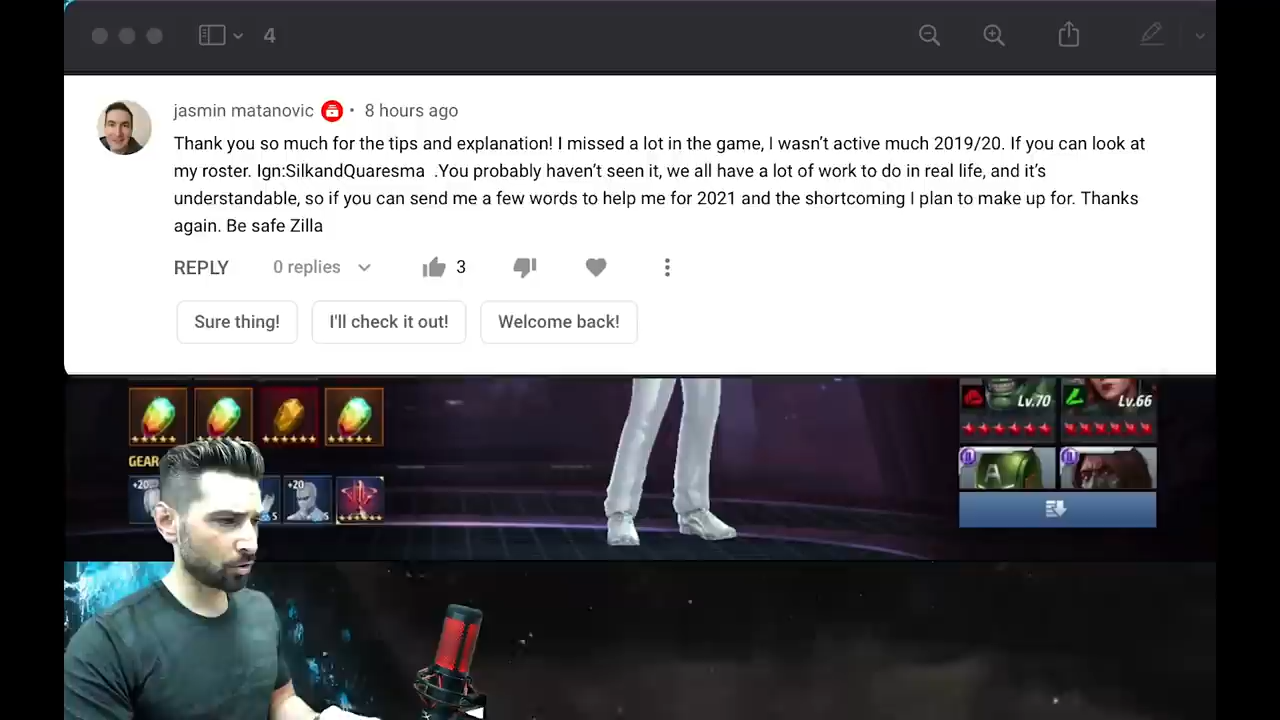 4
jasmin matanovic • 8 hours ago
Thank you so much for the tips and explanation! I missed a lot in the game, I wasn't active much 2019/20. If you can look at
my roster. Ign:SilkandQuaresma .You probably haven't seen it, we all have a lot of work to do in real life, and it's
understandable, so if you can send me a few words to help me for 2021 and the shortcoming I plan to make up for. Thanks
again. Be safe Zilla
REPLY 0 replies 3
Sure thing! I'll check it out! Welcome back!
Lv.70 Lv.66
GEAR
+20 +20
5 5